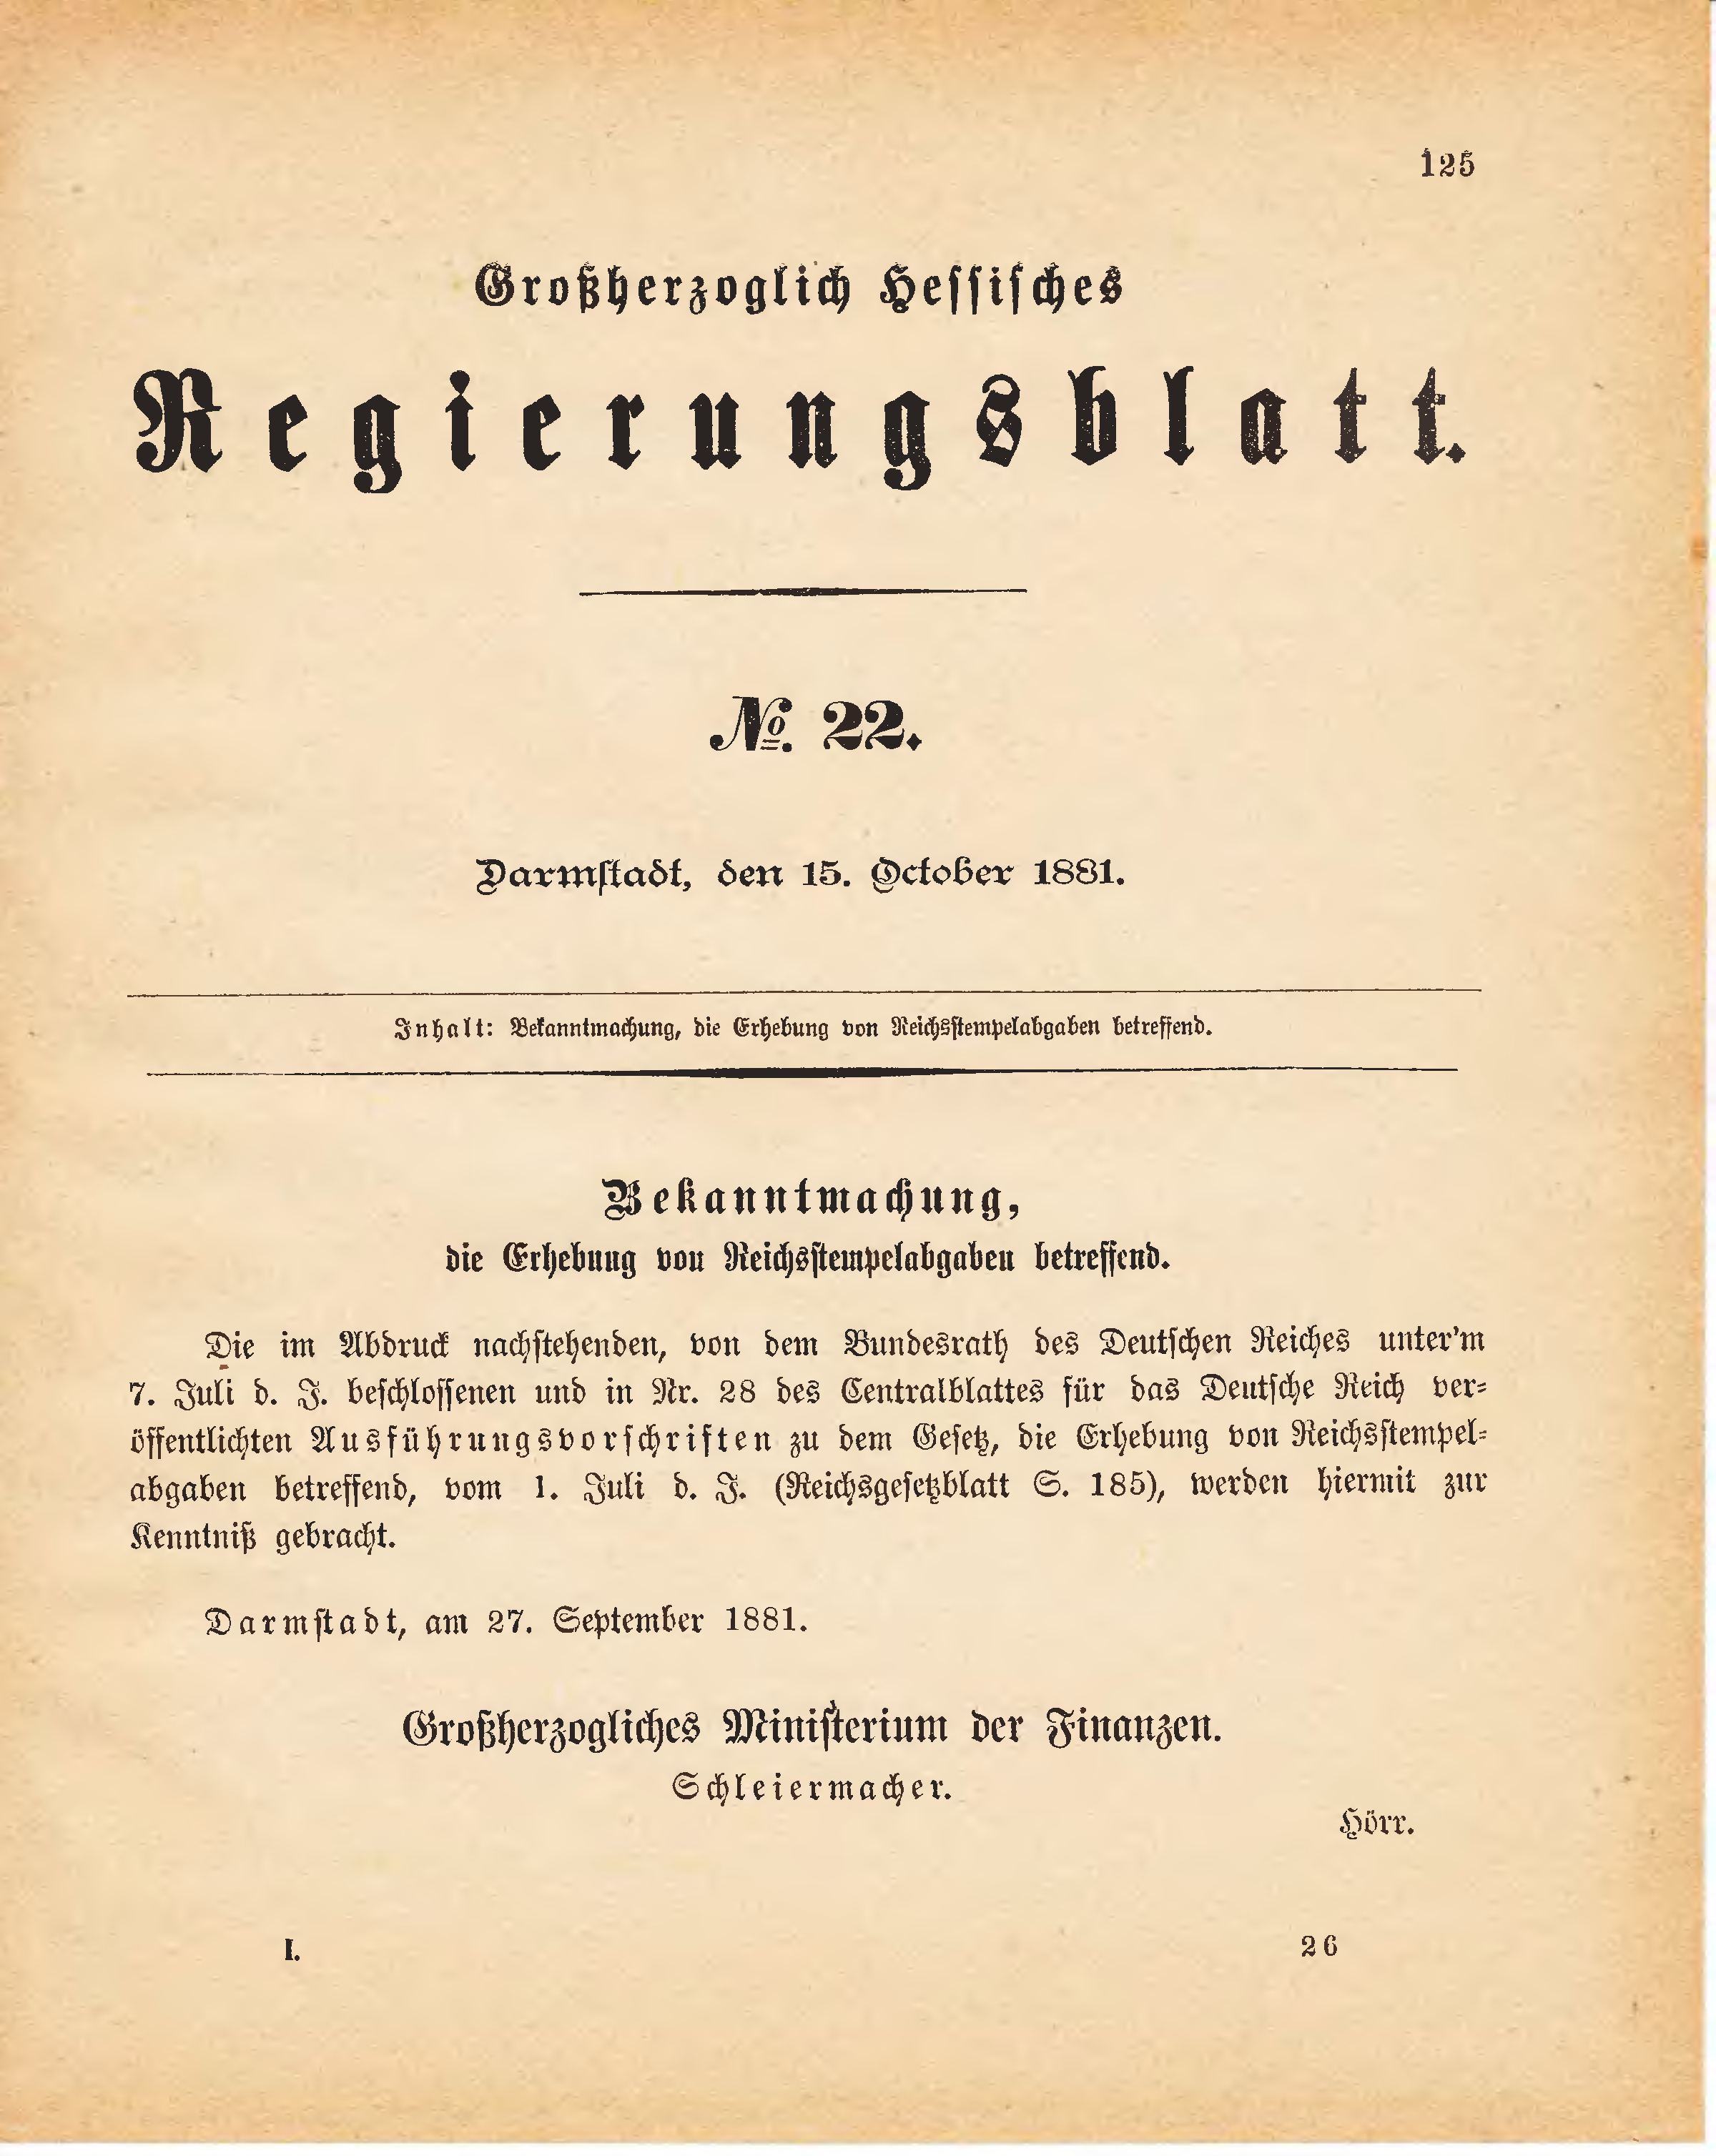 125
Großherzoglich Hessisches
Regierungsblatt.
№. 22.
Darmstadt, den 15. October 1881.
Inhalt: Bekanntmachung, die Erhebung von Reichsstempelabgaben betreffend.
Bekanntmachung,
die Erhebung von Reichsstempelabgaben betreffend.
Die im Abdruck nachstehenden, von dem Bundesrath des Deutschen Reiches unter'm
7. Juli d. J. beschlossenen und in Nr. 28 des Centralblattes für das Deutsche Reich ver-
öffentlichten Ausführungsvorschriften zu dem Gesetz, die Erhebung von Reichsstempel-
abgaben betreffend, vom 1. Juli d. J. (Reichsgesetzblatt S. 185), werden hiermit zur
Kenntniß gebracht.
Darmstadt, am 27. September 1881.
Großherzogliches Ministerium der Finanzen.
Schleiermacher.
Hörr.
I. 26